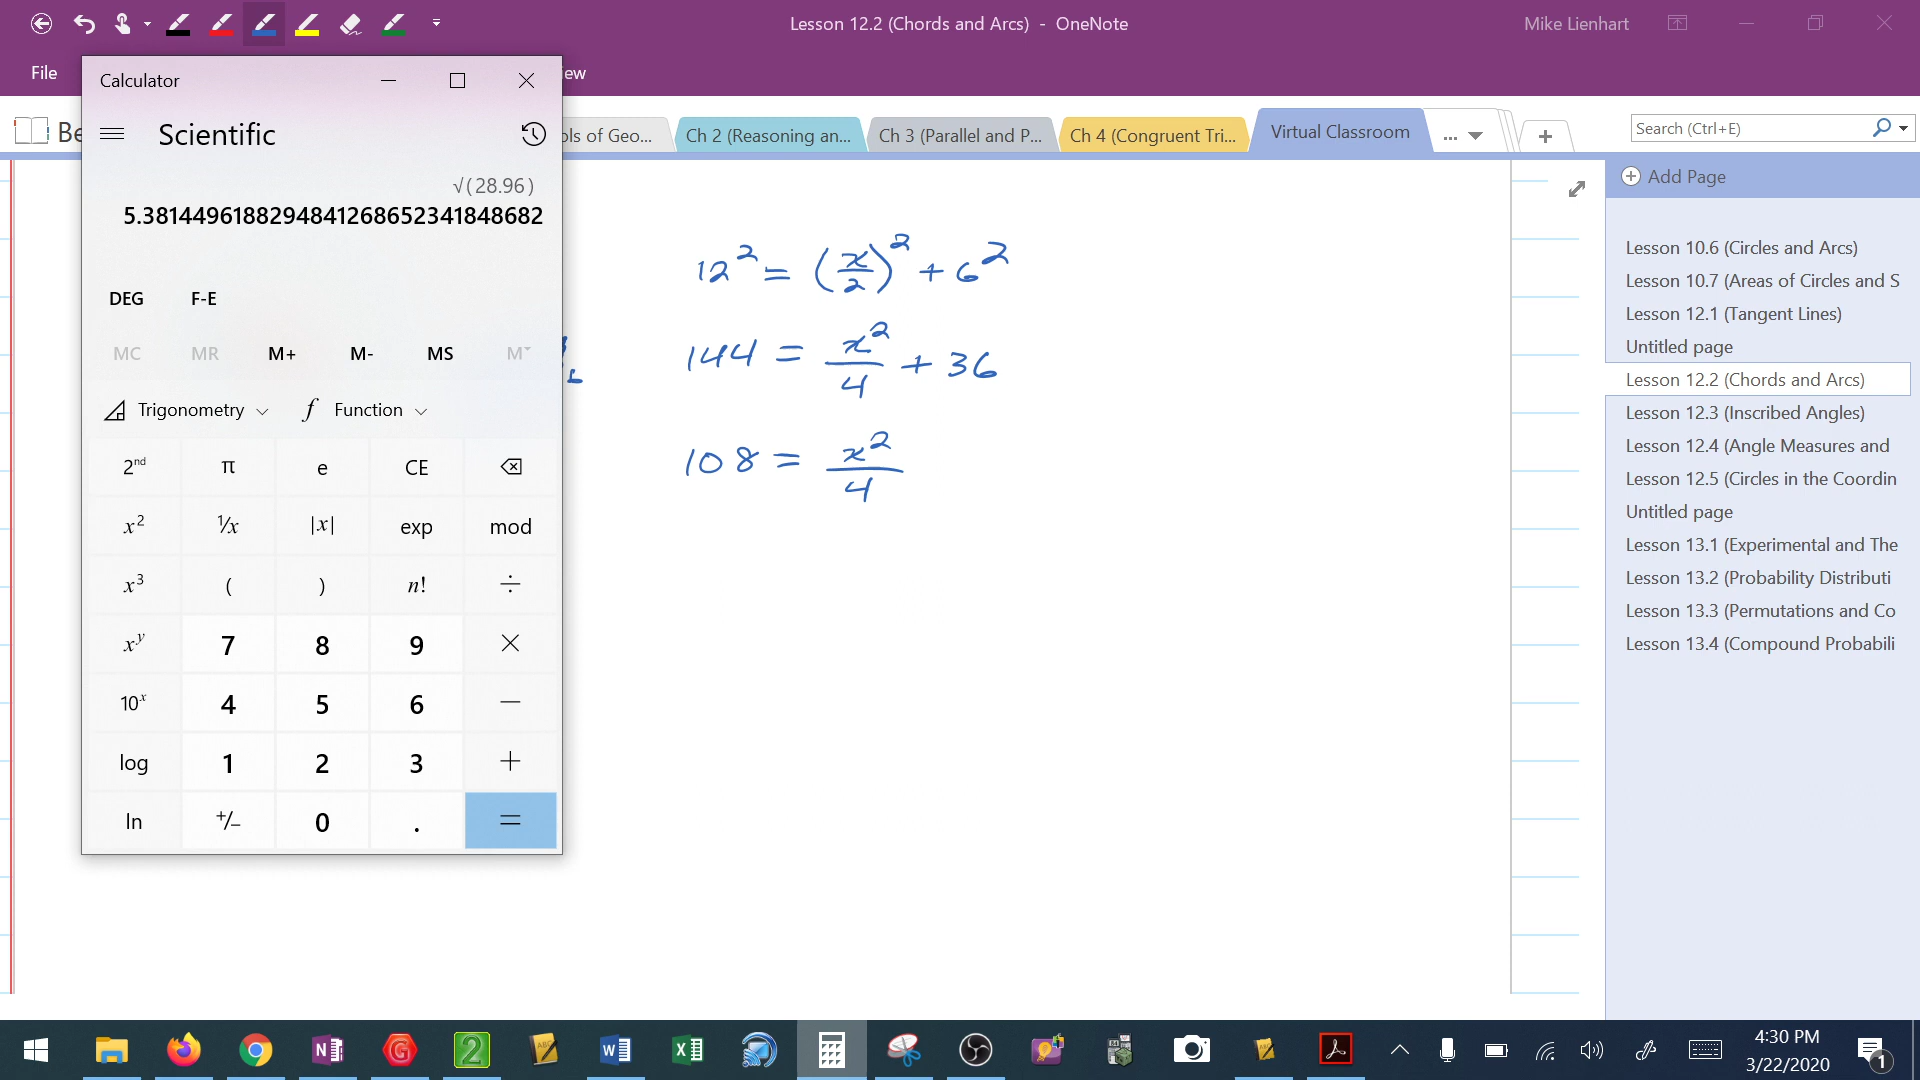 Lesson 12.2 (Chords and Arcs) - OneNote
Mike Lienhart
File
ew
Calculator
Be
Scientific
ols of Geo...
Ch 2 (Reasoning an...
Ch 3 (Parallel and P...
Ch 4 (Congruent Tri...
Virtual Classroom
...
+
Search (Ctrl+E)
√(28.96)
5.3814496188294841268652341848682
DEG F-E
MC MR M+ M- MS M
Trigonometry f Function
2nd π e CE
x² ⅟x |x| exp mod
x³ ( ) n! ÷
xʸ 7 8 9 ×
10ˣ 4 5 6 −
log 1 2 3 +
ln +/− 0 . =
12² = (x/2)² + 6²
144 = x²/4 + 36
108 = x²/4
Add Page
Lesson 10.6 (Circles and Arcs)
Lesson 10.7 (Areas of Circles and S
Lesson 12.1 (Tangent Lines)
Untitled page
Lesson 12.2 (Chords and Arcs)
Lesson 12.3 (Inscribed Angles)
Lesson 12.4 (Angle Measures and
Lesson 12.5 (Circles in the Coordin
Untitled page
Lesson 13.1 (Experimental and The
Lesson 13.2 (Probability Distributi
Lesson 13.3 (Permutations and Co
Lesson 13.4 (Compound Probabili
4:30 PM
3/22/2020
1